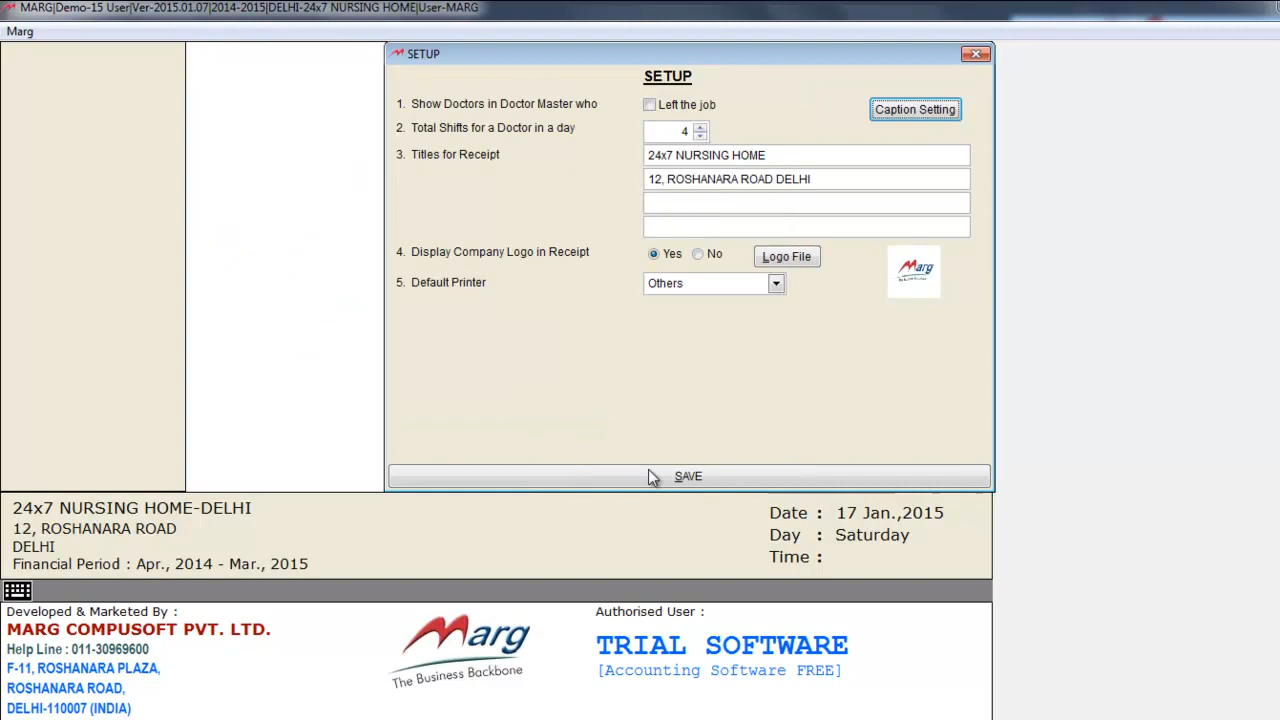 MARG|Demo-15 User|Ver-2015.01.07|2014-2015|DELHI-24x7 NURSING HOME|User-MARG
Marg
SETUP
SETUP
1. Show Doctors in Doctor Master who Left the job Caption Setting
2. Total Shifts for a Doctor in a day 4
3. Titles for Receipt 24x7 NURSING HOME
12, ROSHANARA ROAD DELHI
4. Display Company Logo in Receipt Yes No Logo File
Marg
5. Default Printer Others
SAVE
24x7 NURSING HOME-DELHI
12, ROSHANARA ROAD
DELHI
Financial Period : Apr., 2014 - Mar., 2015
Date : 17 Jan.,2015
Day : Saturday
Time :
Developed & Marketed By :
MARG COMPUSOFT PVT. LTD.
Help Line : 011-30969600
F-11, ROSHANARA PLAZA,
ROSHANARA ROAD,
DELHI-110007 (INDIA)
Marg
The Business Backbone
Authorised User :
TRIAL SOFTWARE
[Accounting Software FREE]